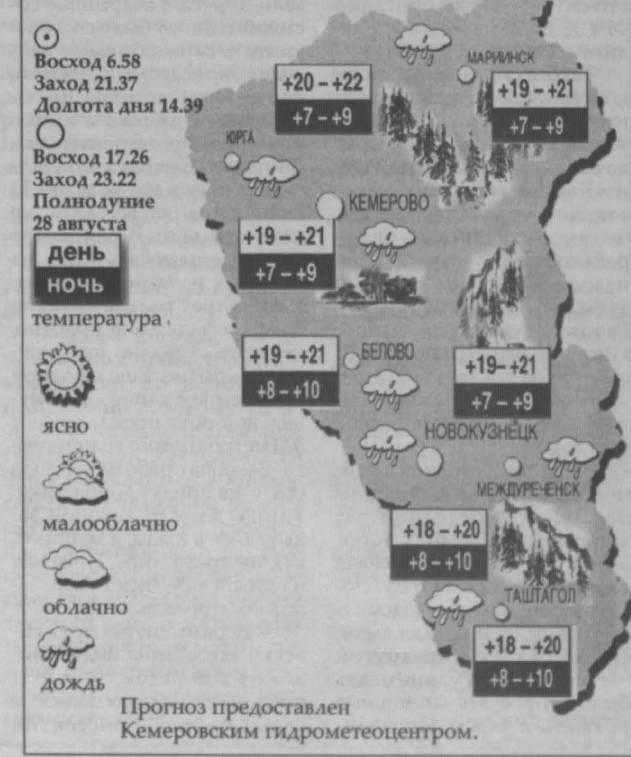 Восход 6.58
Заход 21.37
Долгота дня 14.39
Восход 17.26
Заход 23.22
Полнолуние
28 августа
день
ночь
температура
ясно
малооблачно
облачно
дождь
МАРИИНСК
+20 – +22
+7 – +9
+19 – +21
+7 – +9
ЮРГА
КЕМЕРОВО
+19 – +21
+7 – +9
БЕЛОВО
+19 – +21
+8 – +10
+19 – +21
+7 – +9
НОВОКУЗНЕЦК
МЕЖДУРЕЧЕНСК
+18 – +20
+8 – +10
ТАШТАГОЛ
+18 – +20
+8 – +10
Прогноз предоставлен
Кемеровским гидрометеоцентром.